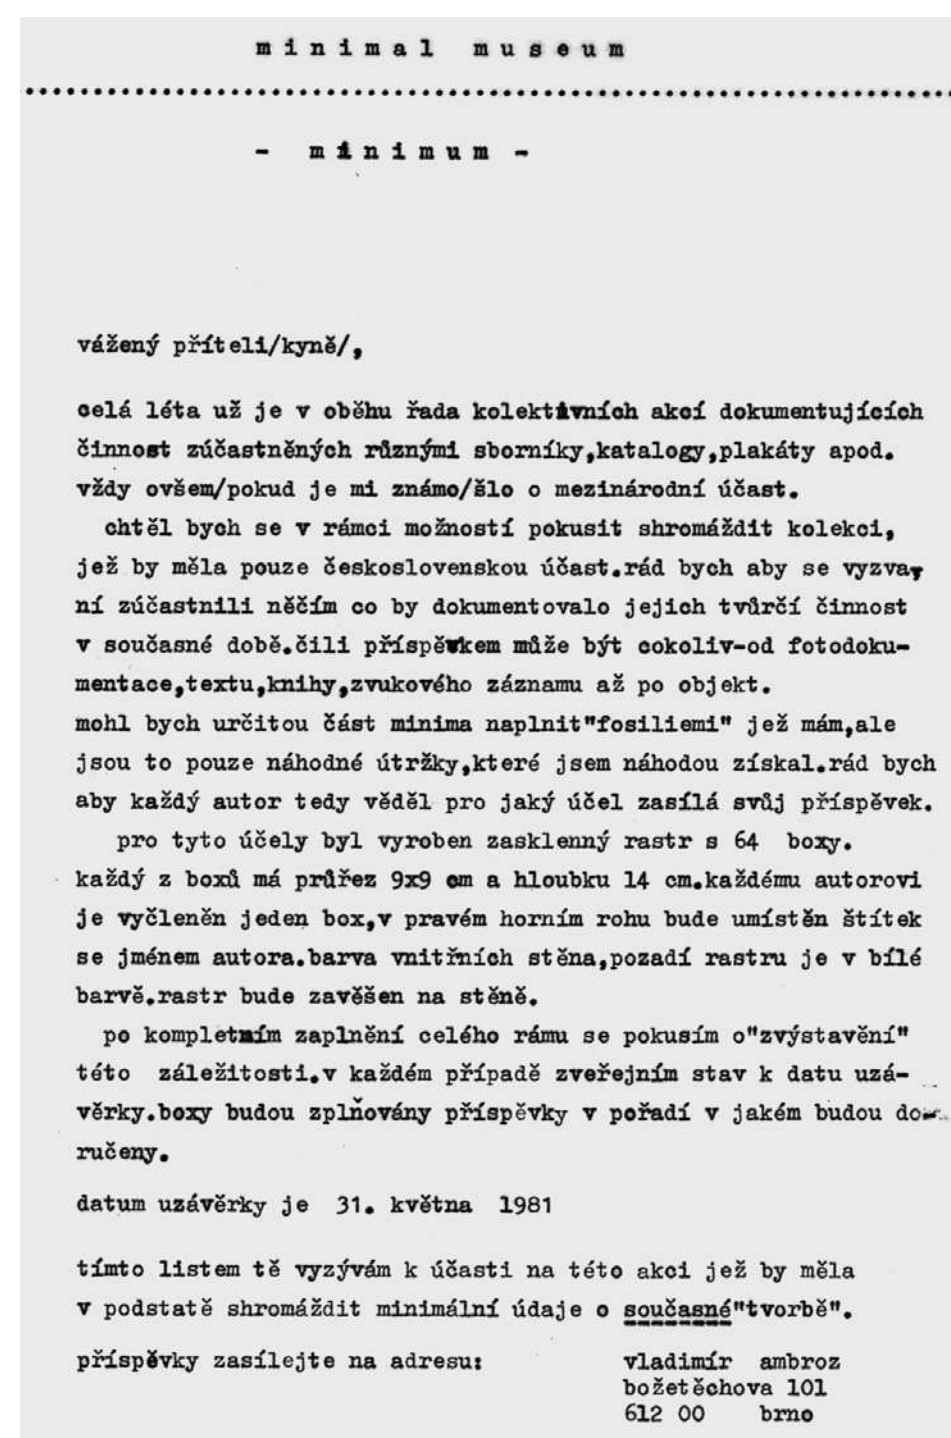 minimal museum
- minimum -
vážený příteli/kyně/,
celá léta už je v oběhu řada kolektivních akcí dokumentujících
činnost zúčastněných různými sborníky,katalogy,plakáty apod.
vždy ovšem/pokud je mi známo/šlo o mezinárodní účast.
chtěl bych se v rámci možností pokusit shromáždit kolekci,
jež by měla pouze československou účast.rád bych aby se vyzva,
ní zúčastnili něčím co by dokumentovalo jejich tvůrčí činnost
v současné době.čili příspěvkem může být cokoliv-od fotodoku-
mentace,textu,knihy,zvukového záznamu až po objekt.
mohl bych určitou část minima naplnit"fosiliemi" jež mám,ale
jsou to pouze náhodné útržky,které jsem náhodou získal.rád bych
aby každý autor tedy věděl pro jaký účel zasílá svůj příspěvek.
pro tyto účely byl vyroben zasklenný rastr s 64 boxy.
každý z boxů má průřez 9x9 cm a hloubku 14 cm.každému autorovi
je vyčleněn jeden box,v pravém horním rohu bude umístěn štítek
se jménem autora.barva vnitřních stěna,pozadí rastru je v bílé
barvě.rastr bude zavěšen na stěně.
po kompletním zaplnění celého rámu se pokusím o"zvýstavění"
této záležitosti.v každém případě zveřejním stav k datu uzá-
věrky.boxy budou zplňovány příspěvky v pořadí v jakém budou do-
ručeny.
datum uzávěrky je 31. května 1981
tímto listem tě vyzývám k účasti na této akci jež by měla
v podstatě shromáždit minimální údaje o současné"tvorbě".
příspěvky zasílejte na adresu: vladimír ambroz
božetěchova 101
612 00 brno